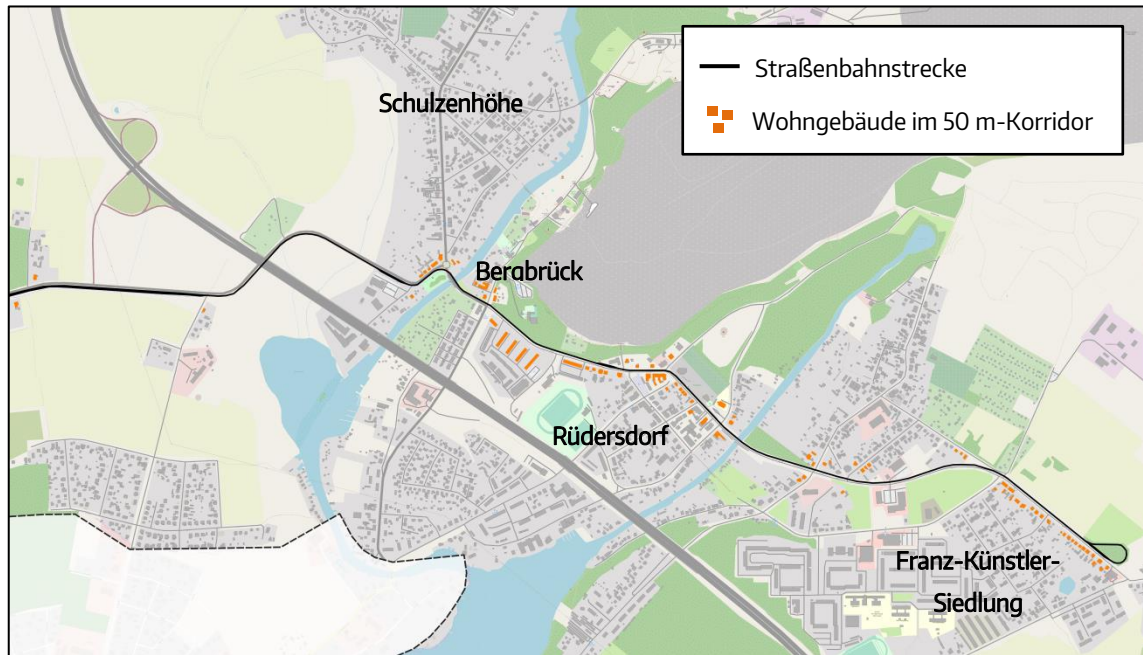 Straßenbahnstrecke
Wohngebäude im 50 m-Korridor
Schulzenhöhe
Bergbrück
Rüdersdorf
Franz-Künstler-
Siedlung